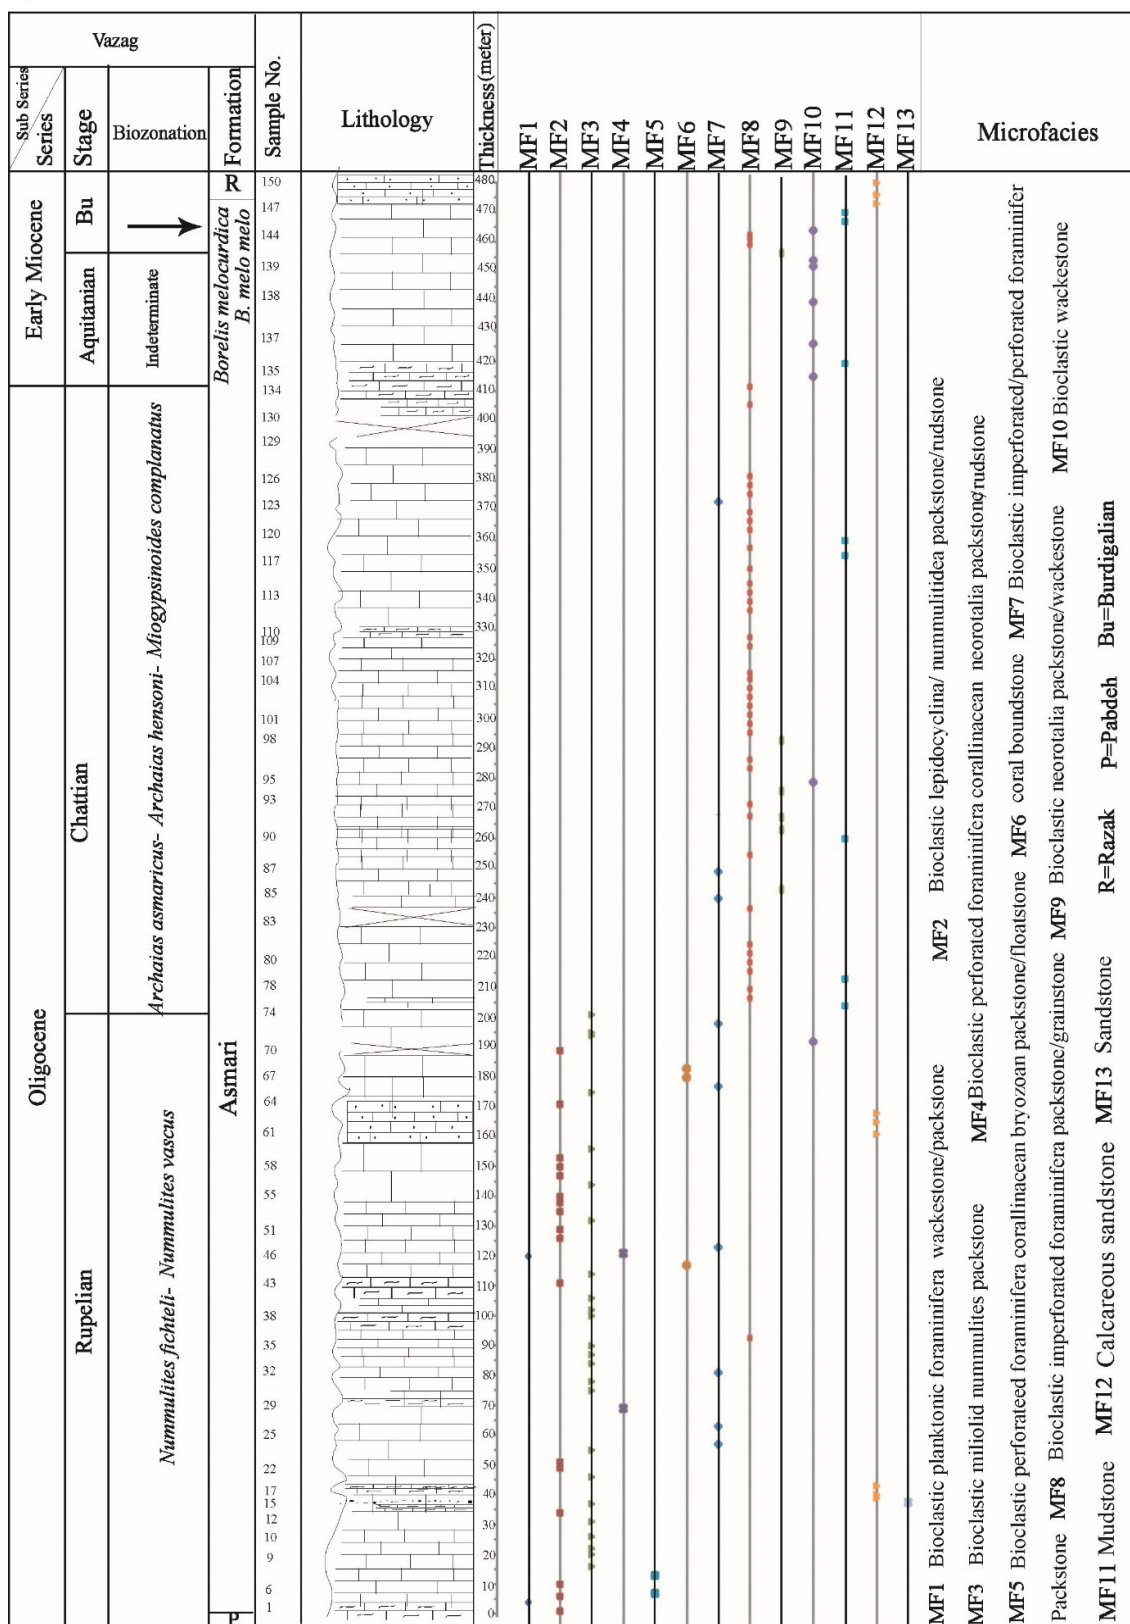 Vazag
Sub Series
Series
Stage
Biozonation
Formation
Sample No.
Lithology
Thickness(meter)
MF1
MF2
MF3
MF4
MF5
MF6
MF7
MF8
MF9
MF10
MF11
MF12
MF13
Microfacies
Early Miocene
Oligocene
Bu
Aquitanian
Chattian
Rupelian
Indeterminate
Archaias asmaricus- Archaias hensoni- Miogypsinoides complanatus
Nummulites fichteli- Nummulites vascus
R
Borelis melocurdica
B. melo melo
Asmari
P
150
147
144
139
138
137
135
134
130
129
126
123
120
117
113
110
109
107
104
101
98
95
93
90
87
85
83
80
78
74
70
67
64
61
58
55
51
46
43
38
35
32
29
25
22
17
15
12
10
9
6
1
480
470
460
450
440
430
420
410
400
390
380
370
360
350
340
330
320
310
300
290
280
270
260
250
240
230
220
210
200
190
180
170
160
150
140
130
120
110
100
90
80
70
60
50
40
30
20
10
0
MF1 Bioclastic planktonic foraminifera wackestone/packstone MF2 Bioclastic lepidocyclina/ nummulitidea packstone/rudstone
MF3 Bioclastic miliolid nummulites packstone MF4Bioclastic perforated foraminifera corallinacean neorotalia packstone/rudstone
MF5 Bioclastic perforateed foraminifera corallinacean bryozoan packstone/floatstone MF6 coral boundstone MF7 Bioclastic imperforated/perforated foraminifer
Packstone MF8 Bioclastic imperforated foraminifera packstone/grainstone MF9 Bioclastic neorotalia packstone/wackestone MF10 Bioclastic wackestone
MF11 Mudstone MF12 Calcareous sandstone MF13 Sandstone R=Razak P=Pabdeh Bu=Burdigalian